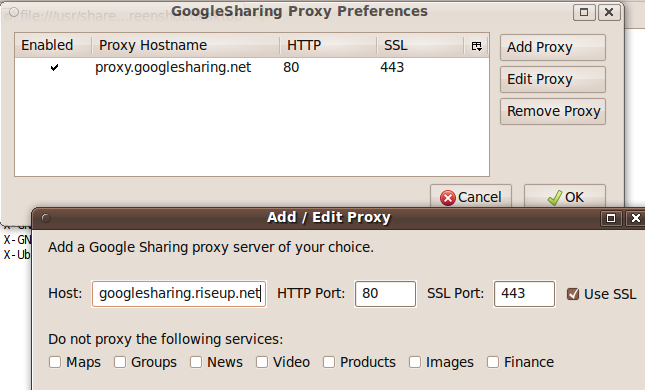 file:///usr/share...
GoogleSharing Proxy Preferences
Enabled Proxy Hostname HTTP SSL
proxy.googlesharing.net 80 443
Add Proxy
Edit Proxy
Remove Proxy
Cancel OK
X-GN
X-Ub
Add / Edit Proxy
Add a Google Sharing proxy server of your choice.
Host: googlesharing.riseup.net HTTP Port: 80 SSL Port: 443 Use SSL
Do not proxy the following services:
Maps Groups News Video Products Images Finance